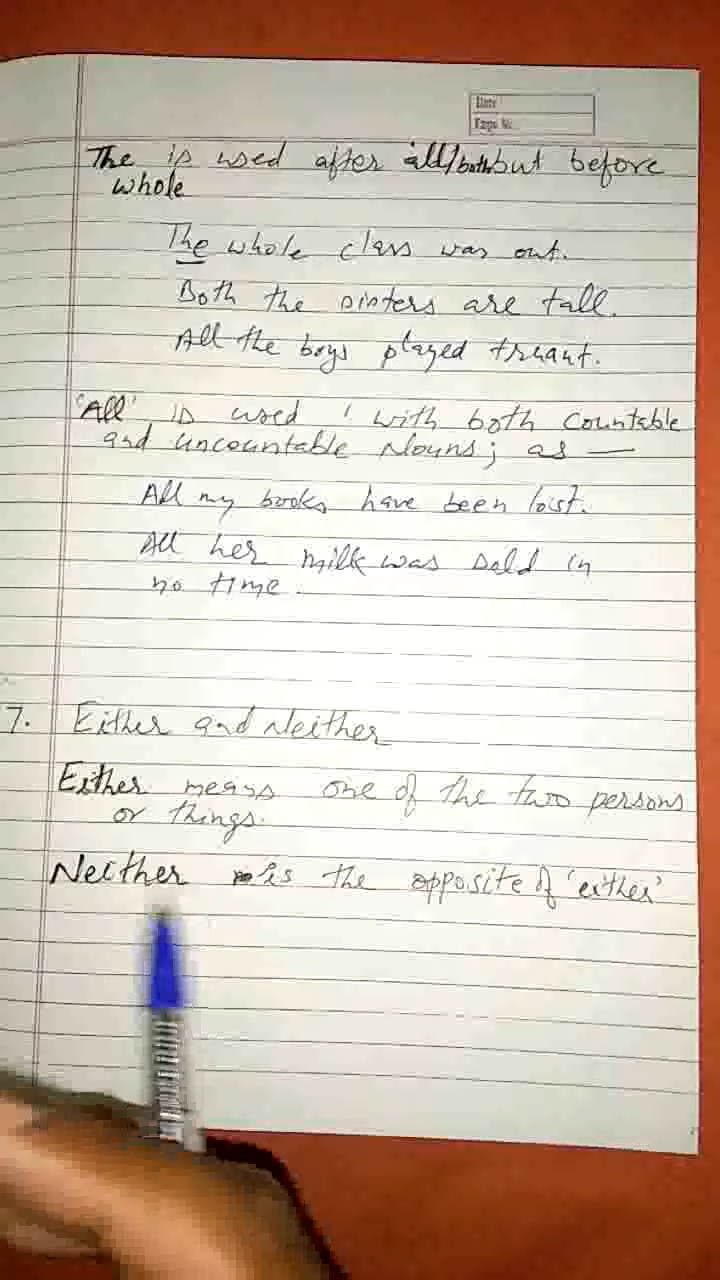 Date
Page No.
The is used after all/both but before
whole
The whole class was out.
Both the sisters are tall.
All the boys played truant.
'All' is used with both countable
and uncountable Nouns; as —
All my books have been lost.
All her milk was sold in
no time.
7. Either and Neither
Either means one of the two persons
or things.
Neither is the opposite of 'either'